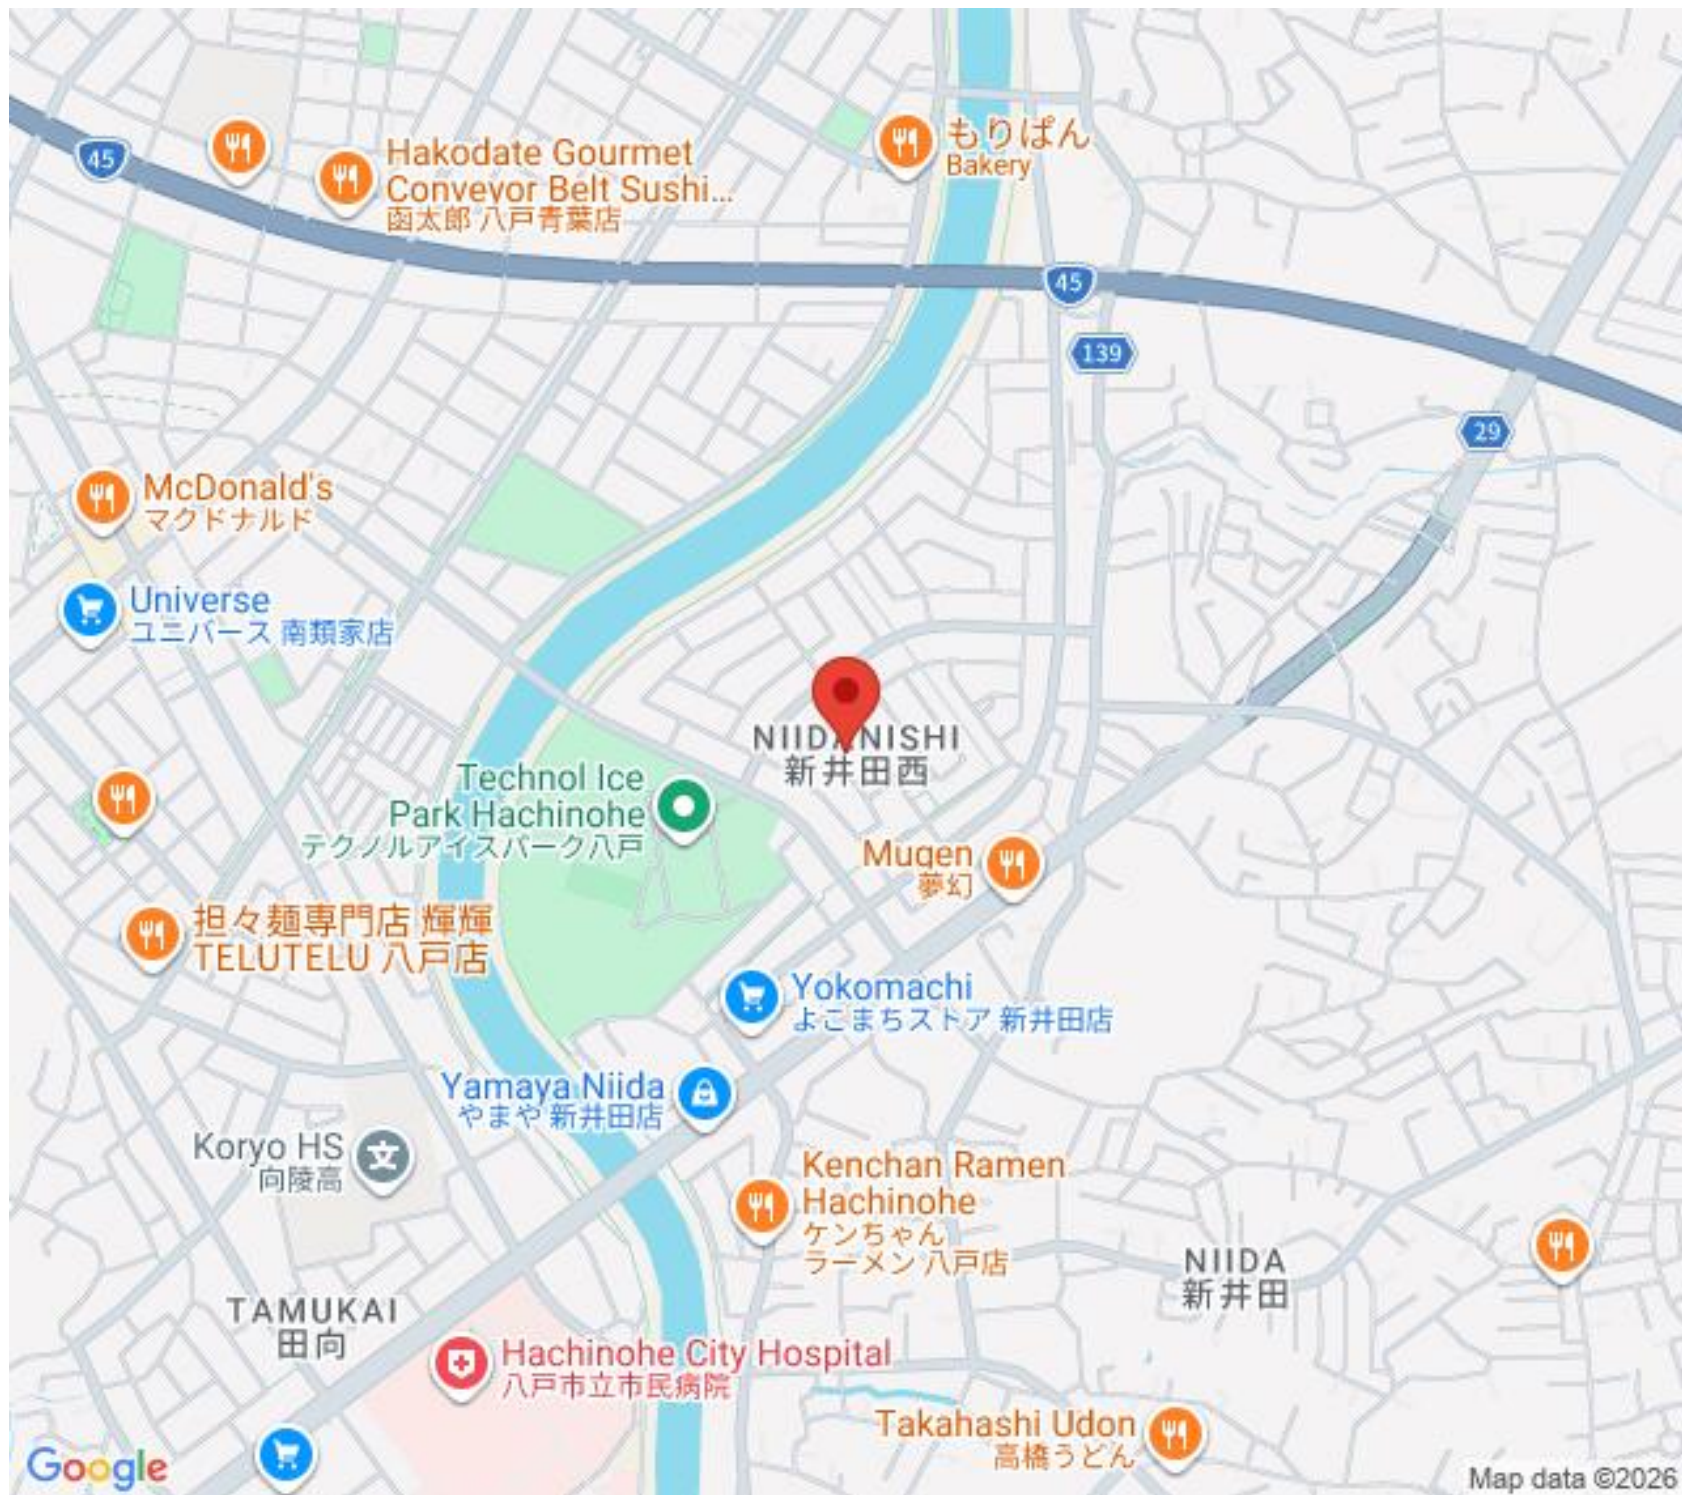 45
Hakodate Gourmet
Conveyor Belt Sushi...
函太郎 八戸青葉店
もりぱん
Bakery
45
139
29
McDonald's
マクドナルド
Universe
ユニバース 南類家店
NIIDANISHI
新井田西
Technol Ice
Park Hachinohe
テクノルアイスパーク八戸
Mugen
夢幻
担々麺専門店 輝輝
TELUTELU 八戸店
Yokomachi
よこまちストア 新井田店
Yamaya Niida
やまや 新井田店
Koryo HS
向陵高
文
Kenchan Ramen
Hachinohe
ケンちゃん
ラーメン 八戸店
NIIDA
新井田
TAMUKAI
田向
Hachinohe City Hospital
八戸市立市民病院
Takahashi Udon
高橋うどん
Google
Map data ©2026